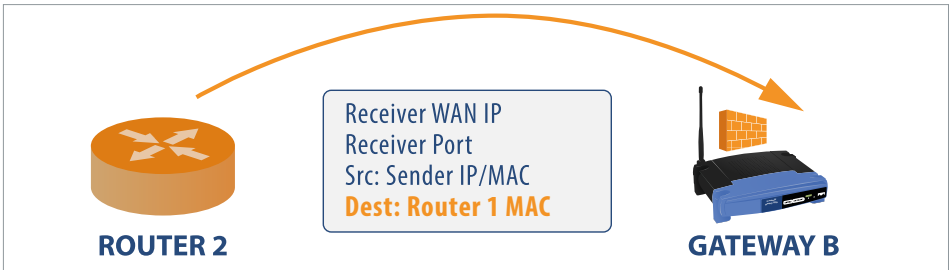 Receiver WAN IP
Receiver Port
Src: Sender IP/MAC
Dest: Router 1 MAC
ROUTER 2
GATEWAY B